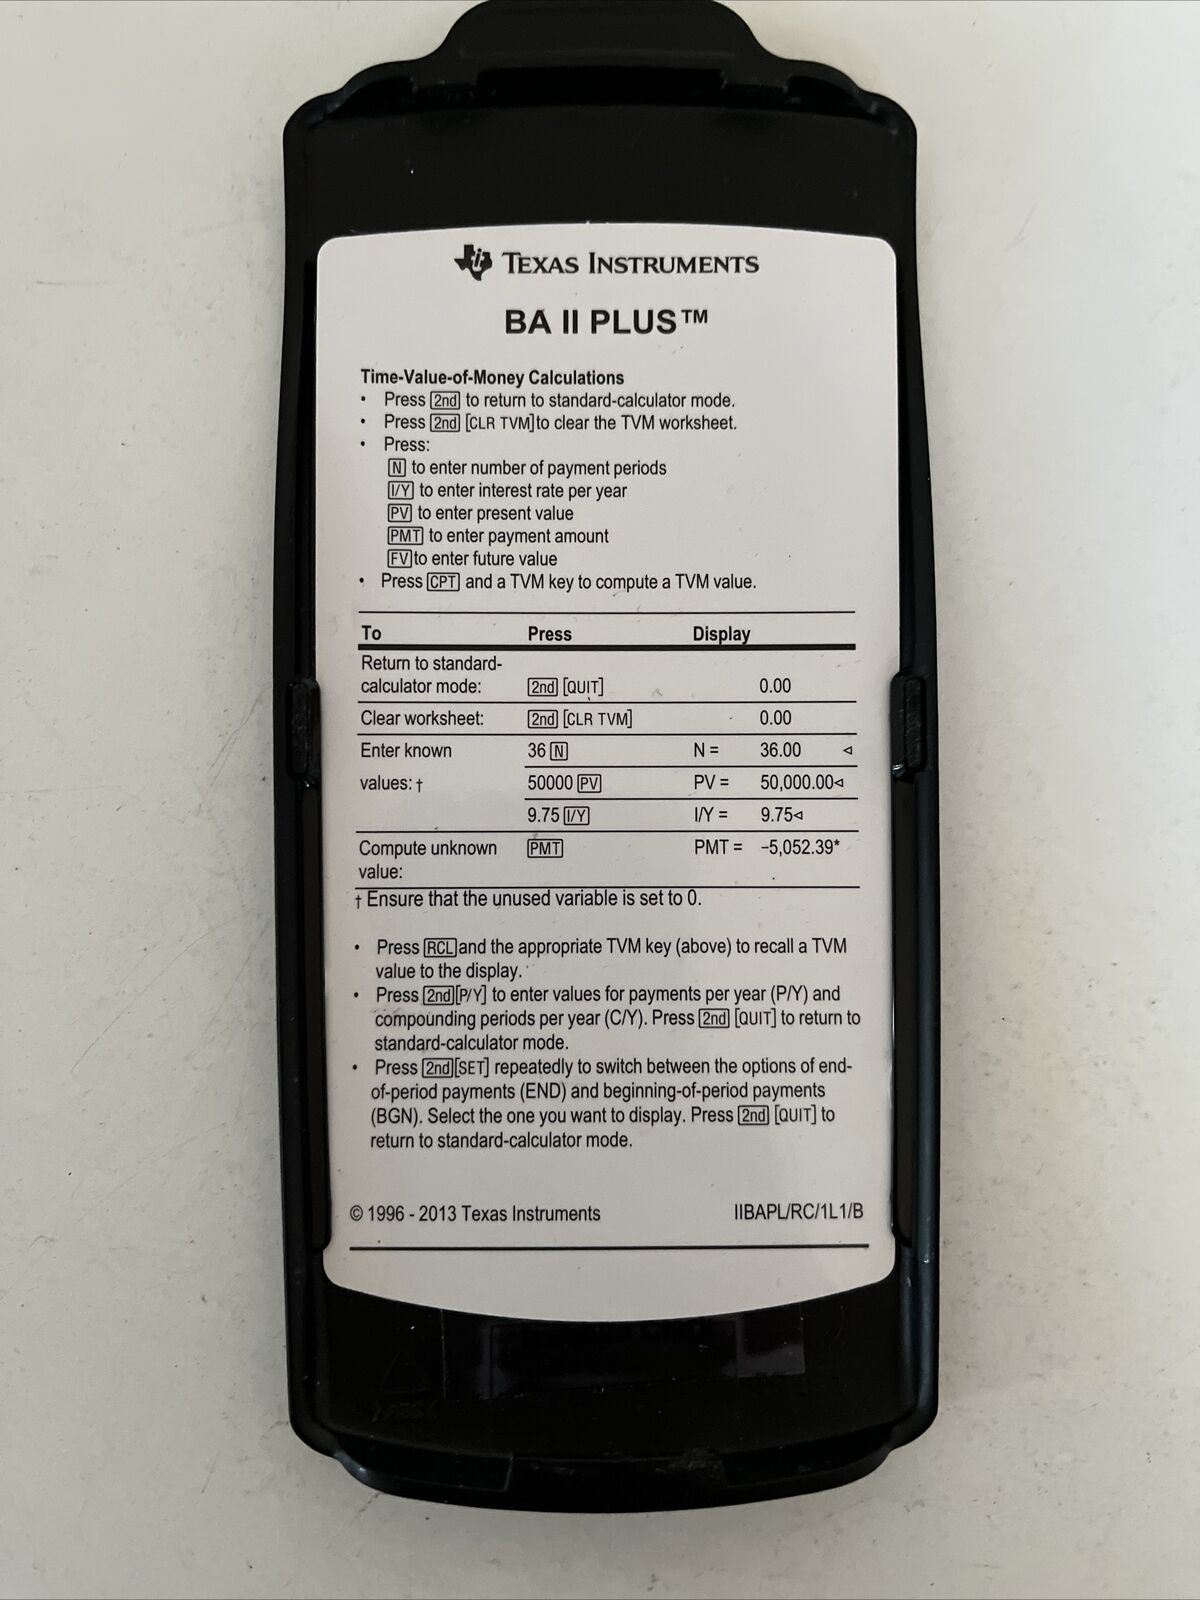 TEXAS INSTRUMENTS
BA II PLUS™
Time-Value-of-Money Calculations
• Press 2nd to return to standard-calculator mode.
• Press 2nd [CLR TVM]to clear the TVM worksheet.
• Press:
N to enter number of payment periods
I/Y to enter interest rate per year
PV to enter present value
PMT to enter payment amount
FV to enter future value
• Press CPT and a TVM key to compute a TVM value.
To Press Display
Return to standard-
calculator mode: 2nd [QUIT] 0.00
Clear worksheet: 2nd [CLR TVM] 0.00
Enter known 36 N N = 36.00 ◁
values: † 50000 PV PV = 50,000.00◁
9.75 I/Y I/Y = 9.75◁
Compute unknown PMT PMT = −5,052.39*
value:
† Ensure that the unused variable is set to 0.
• Press RCL and the appropriate TVM key (above) to recall a TVM
value to the display.
• Press 2nd [P/Y] to enter values for payments per year (P/Y) and
compounding periods per year (C/Y). Press 2nd [QUIT] to return to
standard-calculator mode.
• Press 2nd [SET] repeatedly to switch between the options of end-
of-period payments (END) and beginning-of-period payments
(BGN). Select the one you want to display. Press 2nd [QUIT] to
return to standard-calculator mode.
© 1996 - 2013 Texas Instruments IIBAPL/RC/1L1/B